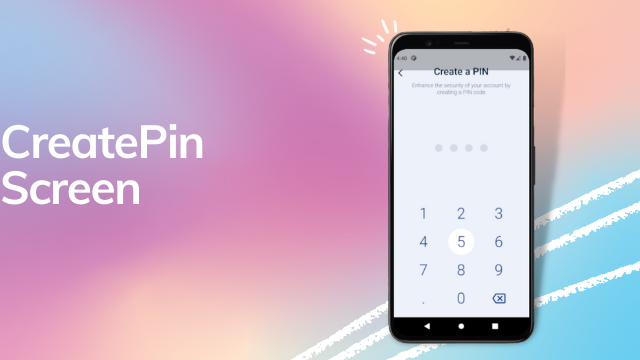 CreatePin
Screen
4:40
Create a PIN
Enhance the security of your account by
creating a PIN code.
1 2 3
4 5 6
7 8 9
. 0